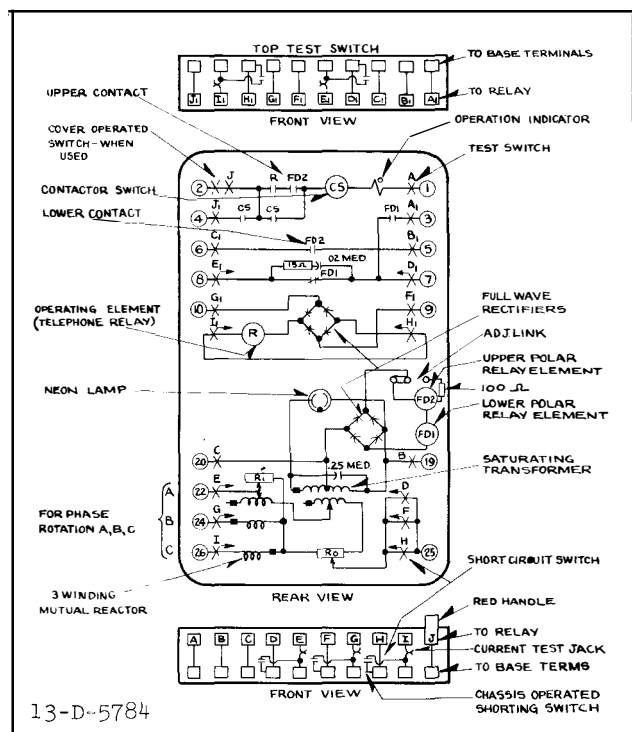 TOP TEST SWITCH
TO BASE TERMINALS
J1 I1 H1 G1 F1 E1 D1 C1 B1 A1
TO RELAY
FRONT VIEW
UPPER CONTACT
OPERATION INDICATOR
COVER OPERATED
SWITCH-WHEN
USED
TEST SWITCH
2 J R FD2 CS A 1
CONTACTOR SWITCH
J1 A1
4 CS CS FD1 3
LOWER CONTACT
C1 FD2 B1
6 5
E1 15Ω .02 MED. D1
8 FD1 7
G1 F1
10 9
FULL WAVE
RECTIFIERS
OPERATING ELEMENT
(TELEPHONE RELAY)
I1 R H1
ADJ. LINK
UPPER POLAR
RELAY ELEMENT
NEON LAMP
FD2
100 Ω
LOWER POLAR
RELAY ELEMENT
FD1
C B
20 .25 MED. 19
SATURATING
TRANSFORMER
A 22 E R1 D
FOR PHASE
ROTATION A, B, C
B 24 G F
C 26 I R0 H 25
SHORT CIRCUIT SWITCH
3 WINDING
MUTUAL REACTOR
REAR VIEW
RED HANDLE
A B C D E F G H I J
TO RELAY
CURRENT TEST JACK
TO BASE TERMS
FRONT VIEW
CHASSIS OPERATED
SHORTING SWITCH
13-D-5784